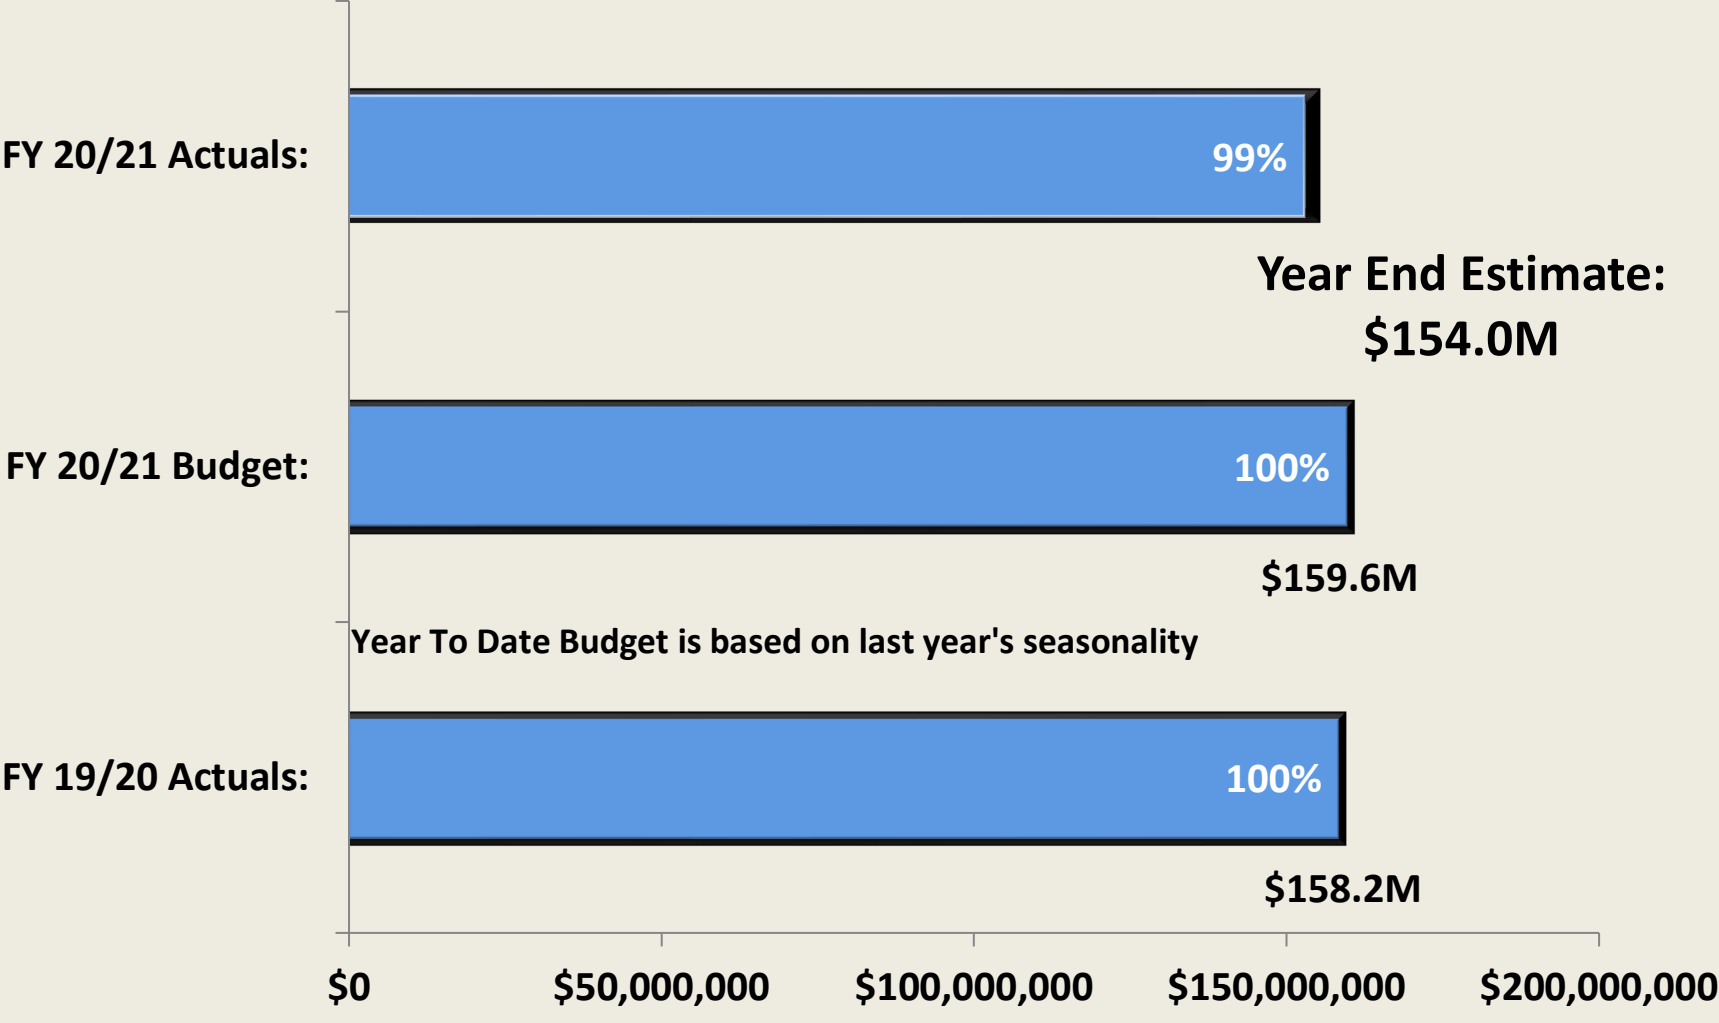 FY 20/21 Actuals:
99%
Year End Estimate:
$154.0M
FY 20/21 Budget:
100%
$159.6M
Year To Date Budget is based on last year's seasonality
FY 19/20 Actuals:
100%
$158.2M
$0 $50,000,000 $100,000,000 $150,000,000 $200,000,000